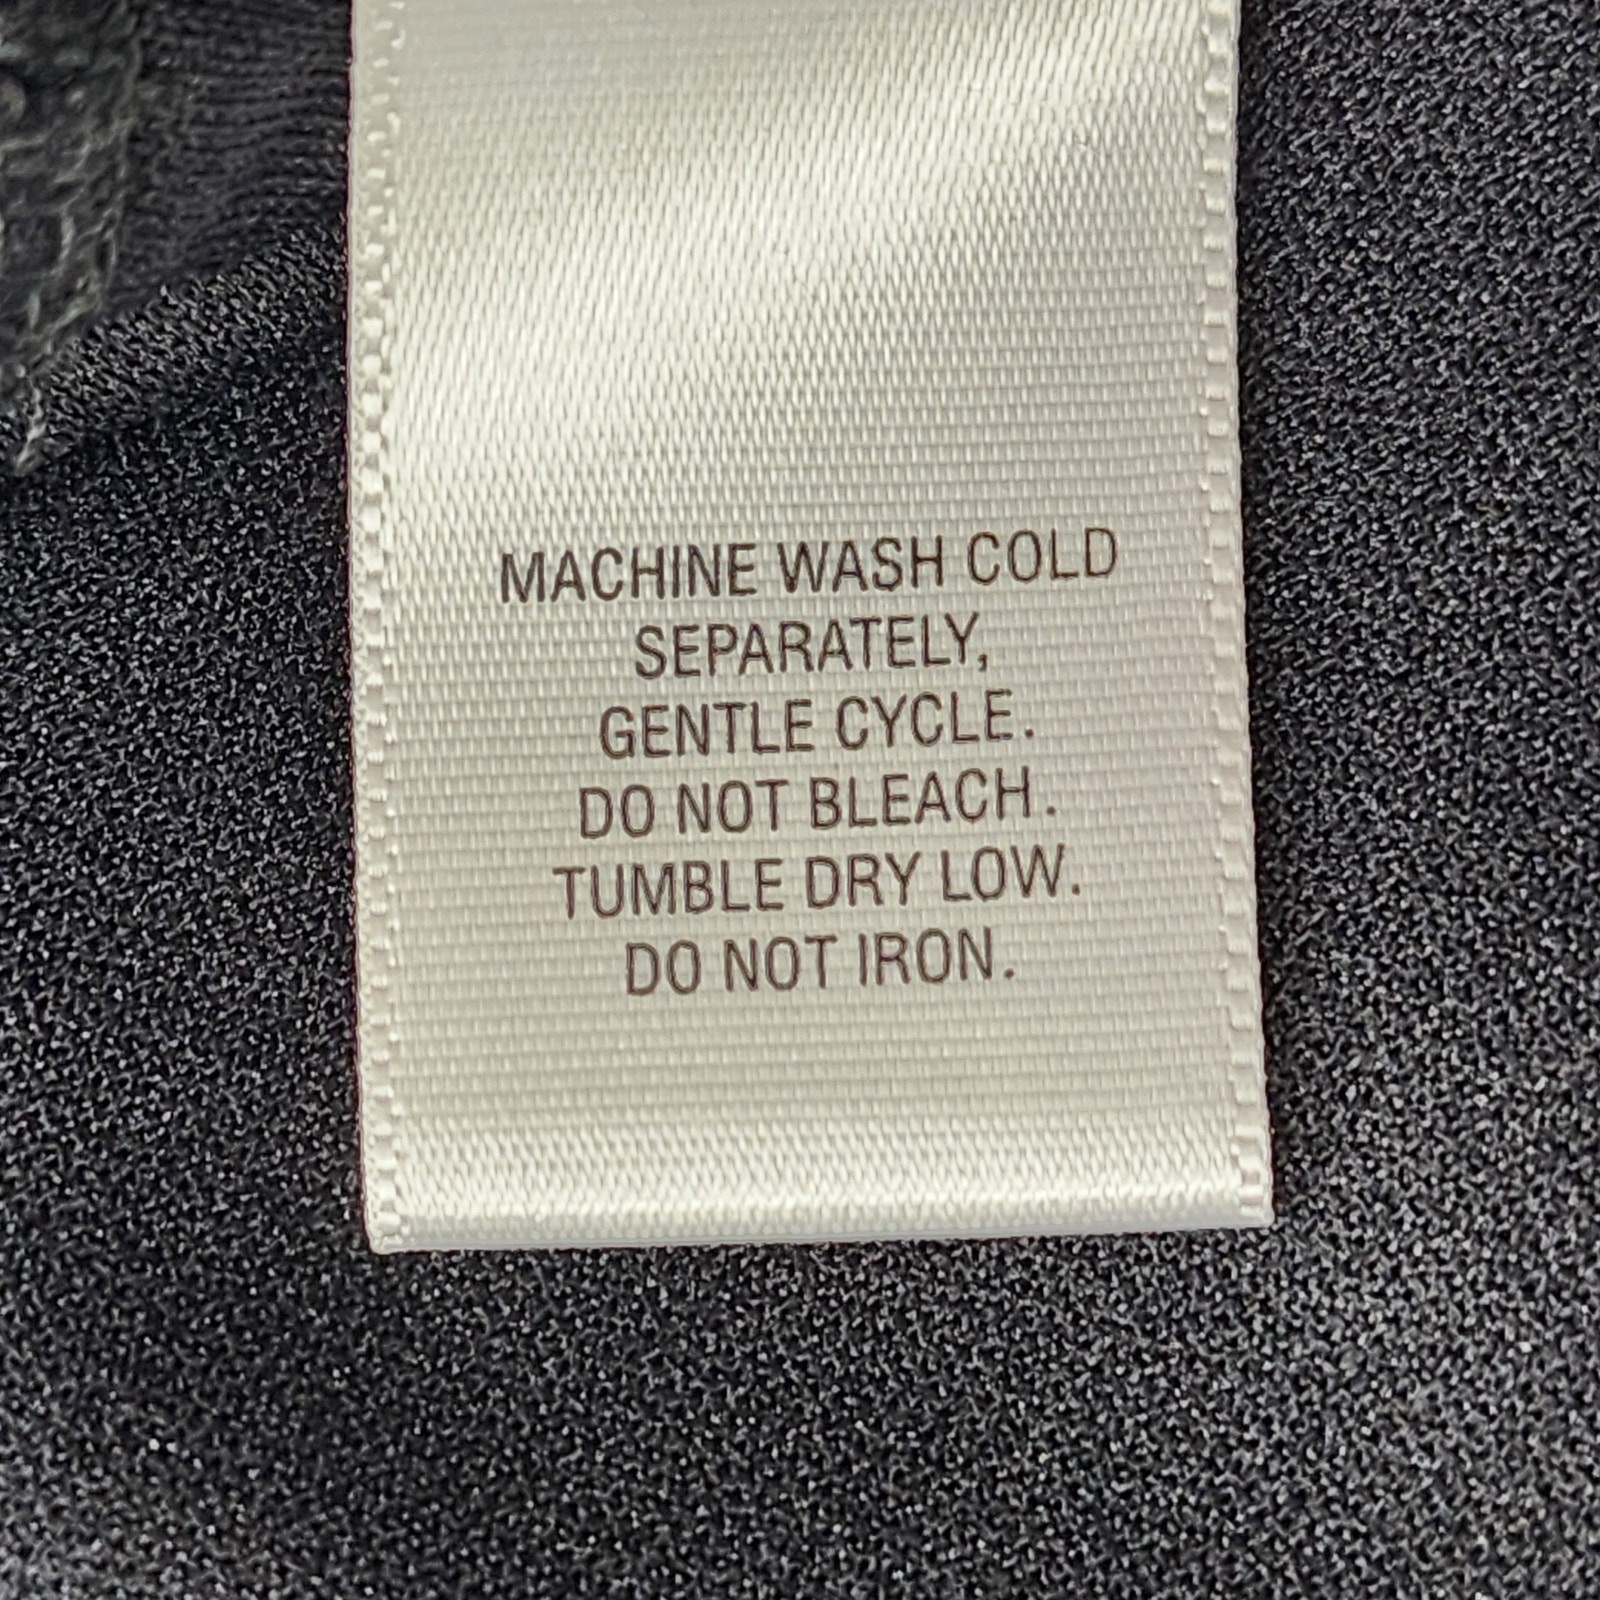 MACHINE WASH COLD
SEPARATELY,
GENTLE CYCLE.
DO NOT BLEACH.
TUMBLE DRY LOW.
DO NOT IRON.